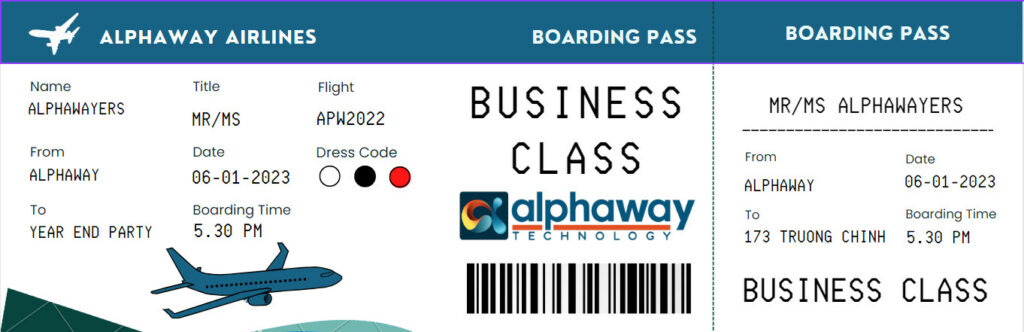 ALPHAWAY AIRLINES
BOARDING PASS
BOARDING PASS
Name
ALPHAWAYERS
Title
MR/MS
Flight
APW2022
From
ALPHAWAY
Date
06-01-2023
Dress Code
To
YEAR END PARTY
Boarding Time
5.30 PM
BUSINESS
CLASS
alphaway
TECHNOLOGY
MR/MS ALPHAWAYERS
From
ALPHAWAY
Date
06-01-2023
To
173 TRUONG CHINH
Boarding Time
5.30 PM
BUSINESS CLASS